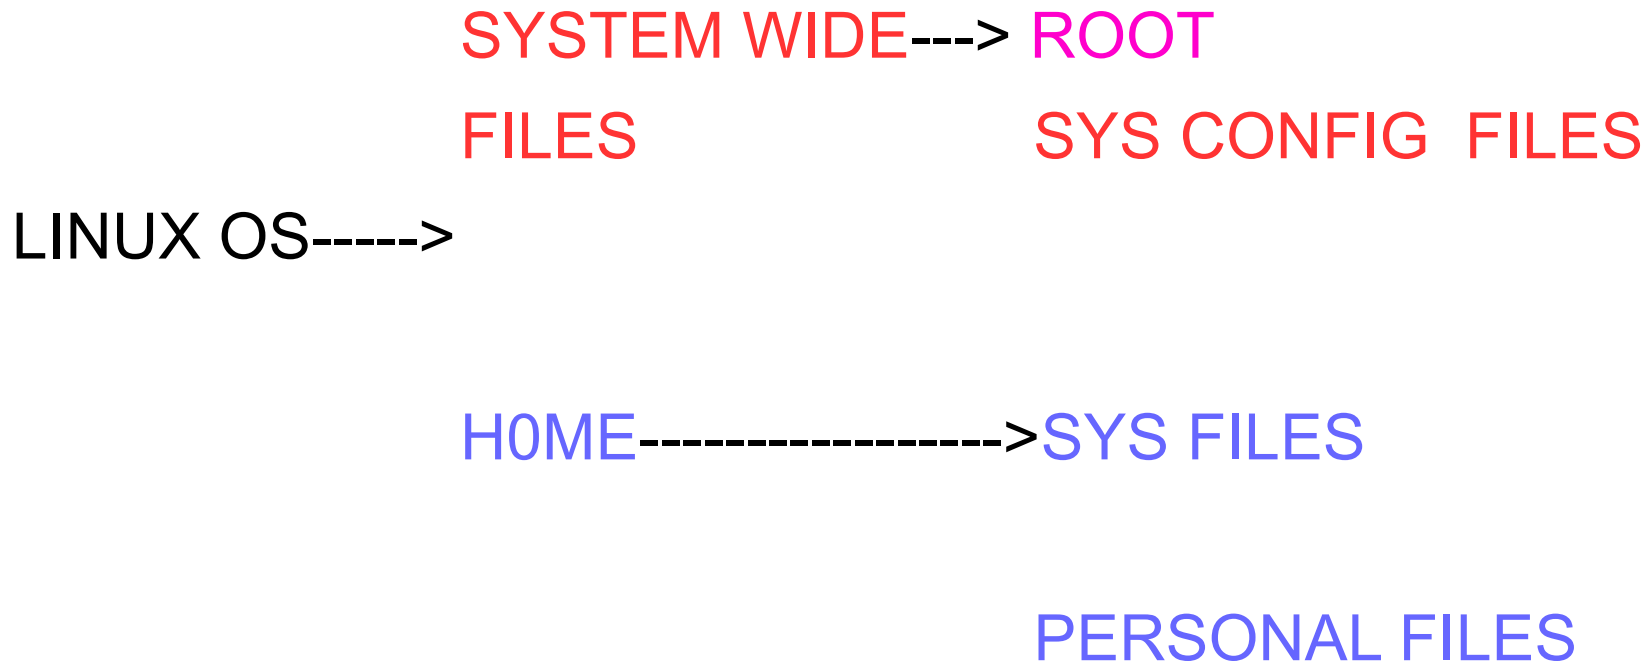 SYSTEM WIDE---> ROOT
FILES SYS CONFIG FILES
LINUX OS----->
H0ME----------------->SYS FILES
PERSONAL FILES